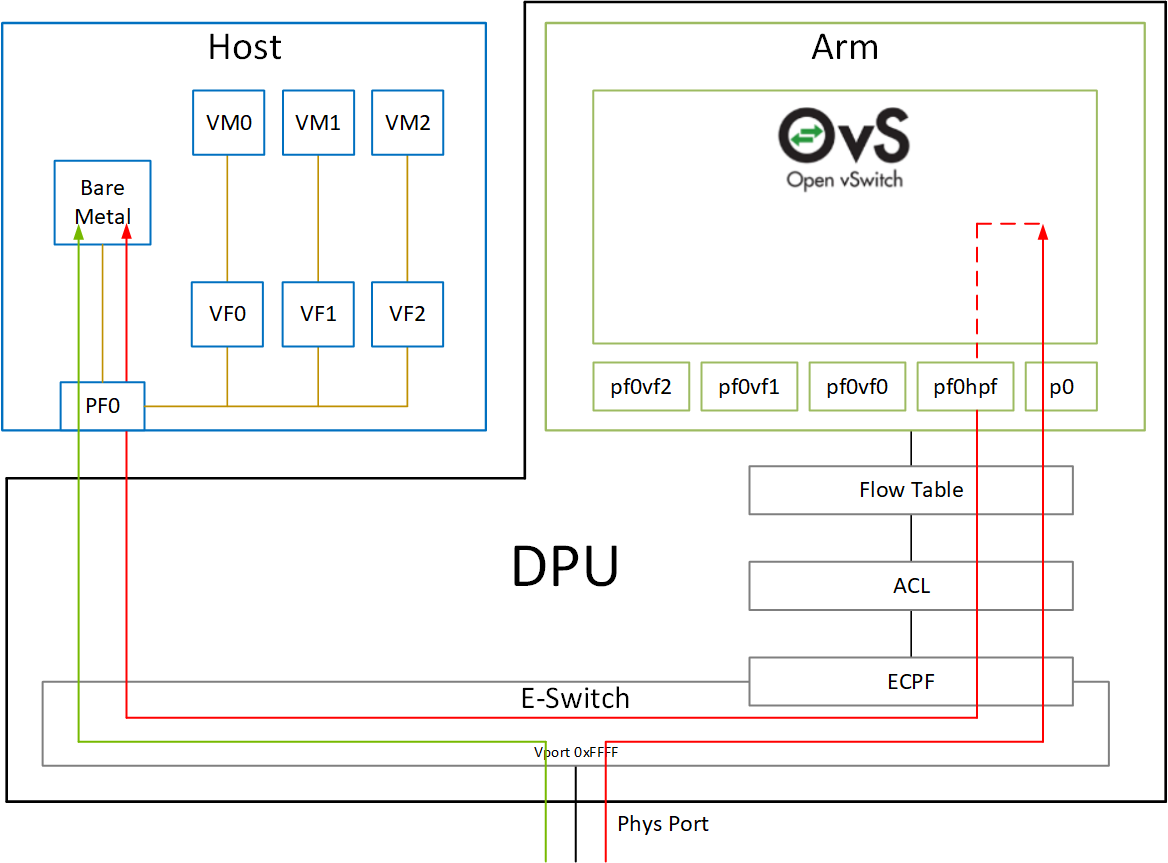 Host
Arm
VM0
VM1
VM2
OvS
Open vSwitch
Bare
Metal
VF0
VF1
VF2
PF0
pf0vf2
pf0vf1
pf0vf0
pf0hpf
p0
Flow Table
DPU
ACL
ECPF
E-Switch
Vport 0xFFFF
Phys Port